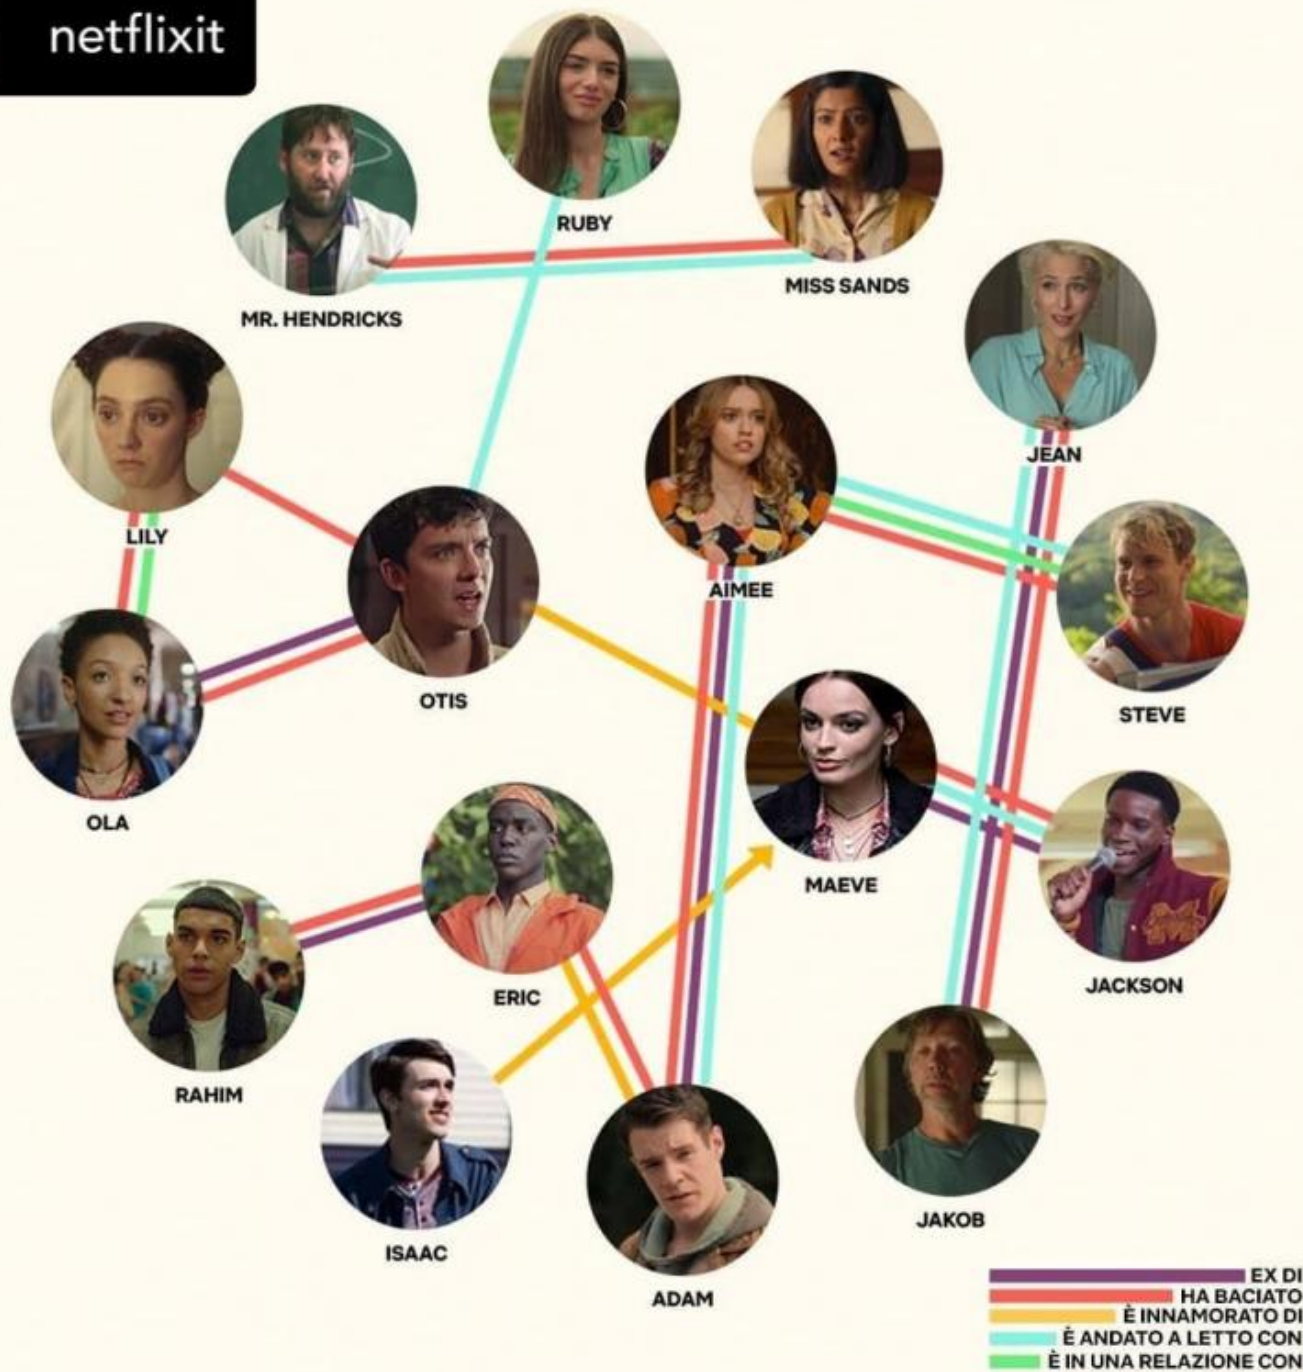 netflixit
RUBY
MISS SANDS
MR. HENDRICKS
JEAN
LILY
AIMEE
OTIS
STEVE
OLA
MAEVE
JACKSON
ERIC
RAHIM
JAKOB
ISAAC
ADAM
EX DI
HA BACIATO
È INNAMORATO DI
È ANDATO A LETTO CON
È IN UNA RELAZIONE CON